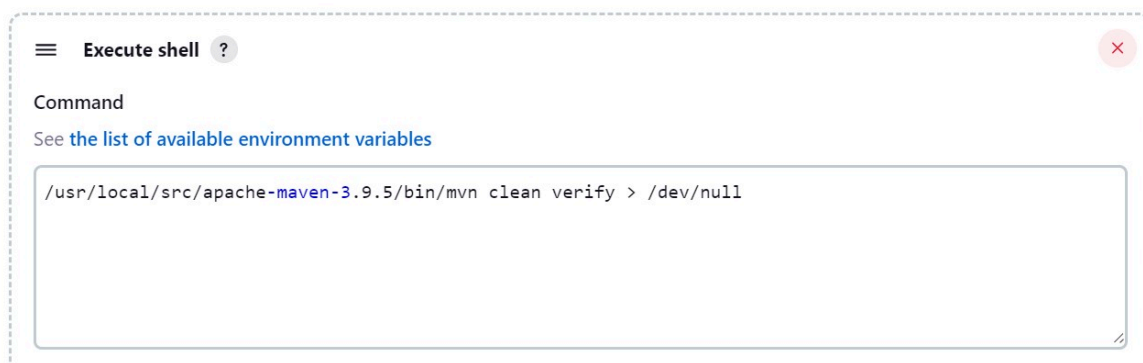 Execute shell ?
Command
See the list of available environment variables
/usr/local/src/apache-maven-3.9.5/bin/mvn clean verify > /dev/null